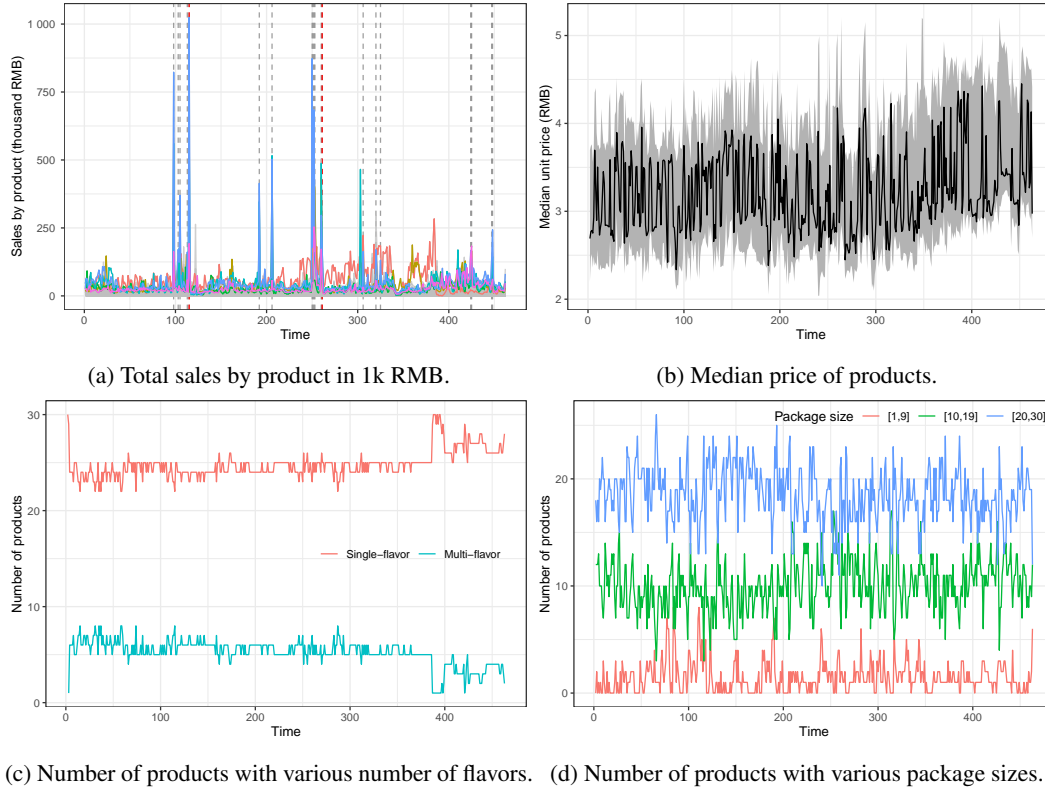 1 000
750
500
250
0
Sales by product (thousand RMB)
0 100 200 300 400
Time
(a) Total sales by product in 1k RMB.
5
4
3
2
Median unit price (RMB)
0 100 200 300 400
Time
(b) Median price of products.
30
20
10
0
Number of products
Single−flavor Multi−flavor
0 100 200 300 400
Time
(c) Number of products with various number of flavors.
Package size [1,9] [10,19] [20,30]
20
10
0
Number of products
0 100 200 300 400
Time
(d) Number of products with various package sizes.